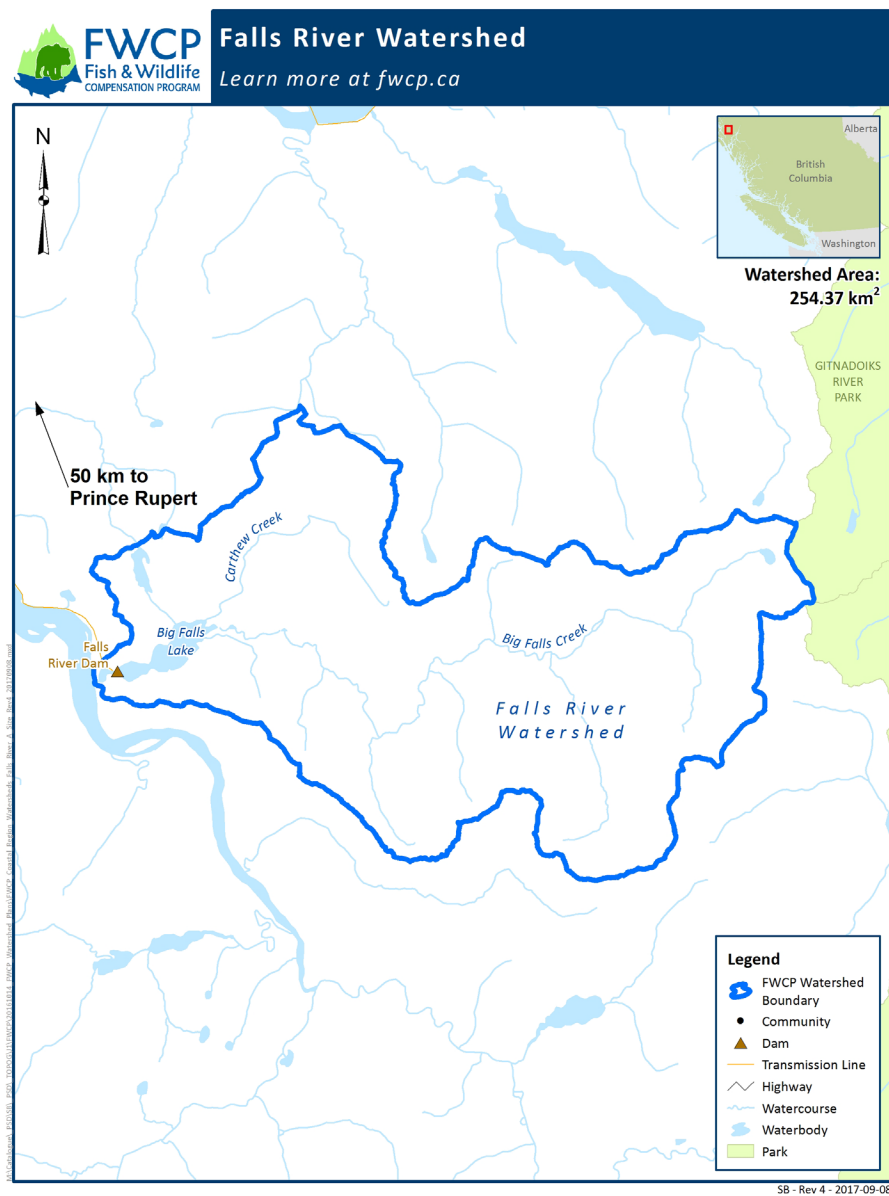 FWCP
Fish & Wildlife
COMPENSATION PROGRAM
Falls River Watershed
Learn more at fwcp.ca
N
Alberta
British
Columbia
Washington
Watershed Area:
254.37 km2
GITNADOIKS
RIVER
PARK
50 km to
Prince Rupert
Carthew Creek
Big Falls
Lake
Big Falls Creek
Falls
River Dam
Falls River
Watershed
Legend
FWCP Watershed
Boundary
Community
Dam
Transmission Line
Highway
Watercourse
Waterbody
Park
SB - Rev 4 - 2017-09-08